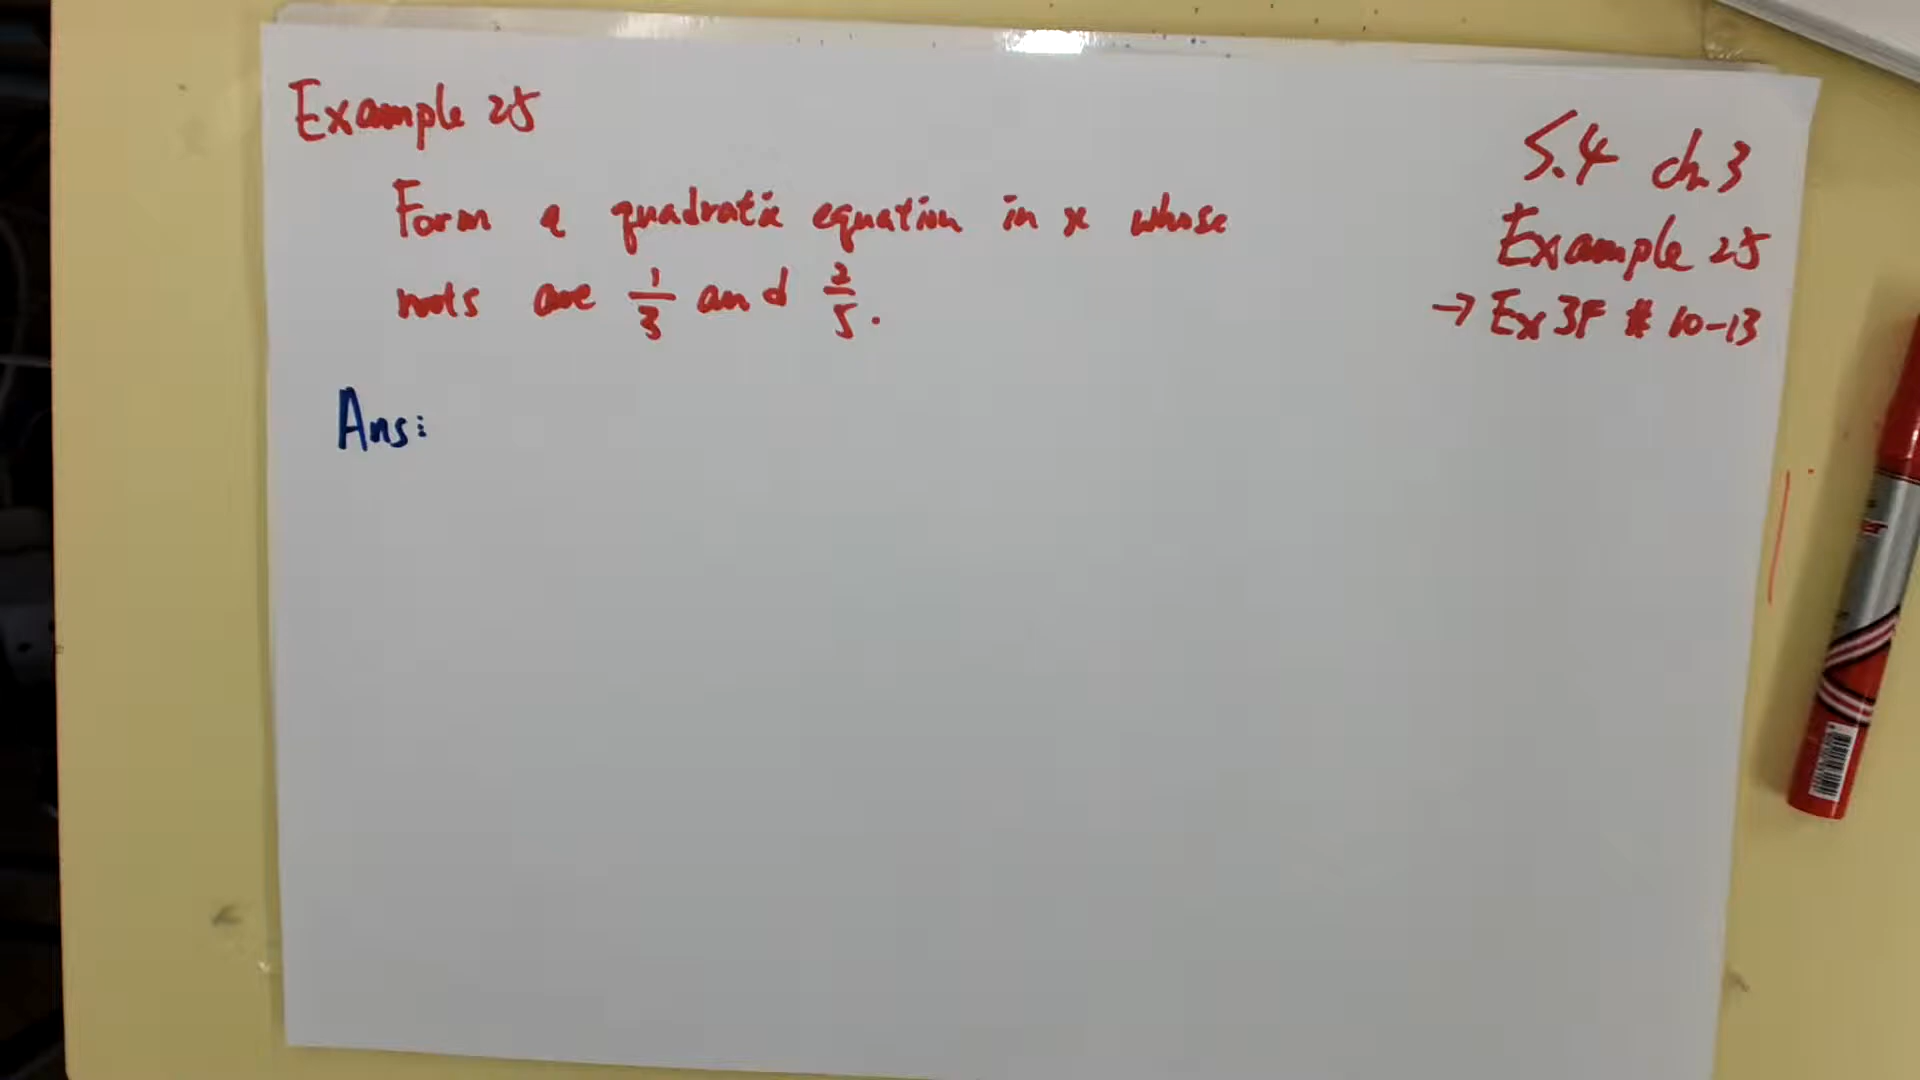 Example 25
Form a quadratic equation in x whose
roots are 1/3 and 2/5.
Ans:
S.4 ch.3
Example 25
→ Ex 3F # 10-13